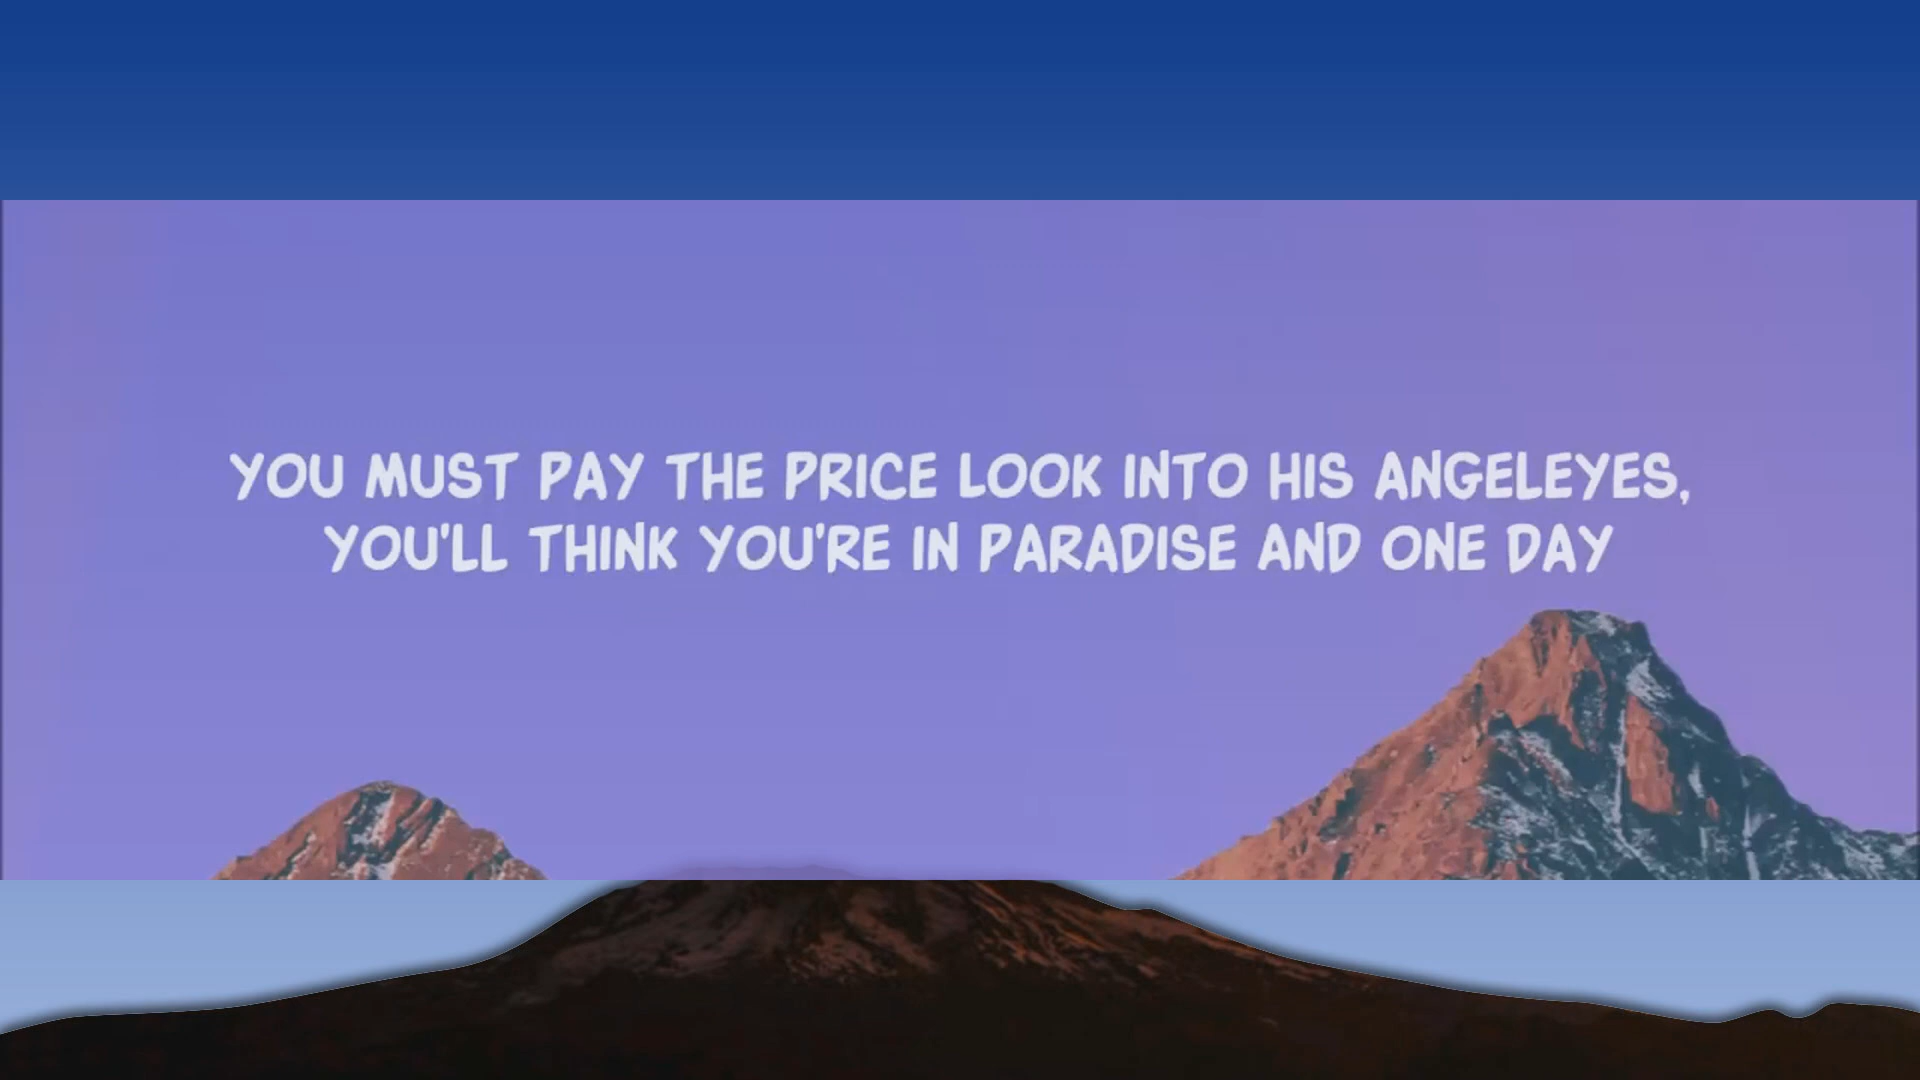 YOU MUST PAY THE PRICE LOOK INTO HIS ANGELEYES,
YOU'LL THINK YOU'RE IN PARADISE AND ONE DAY